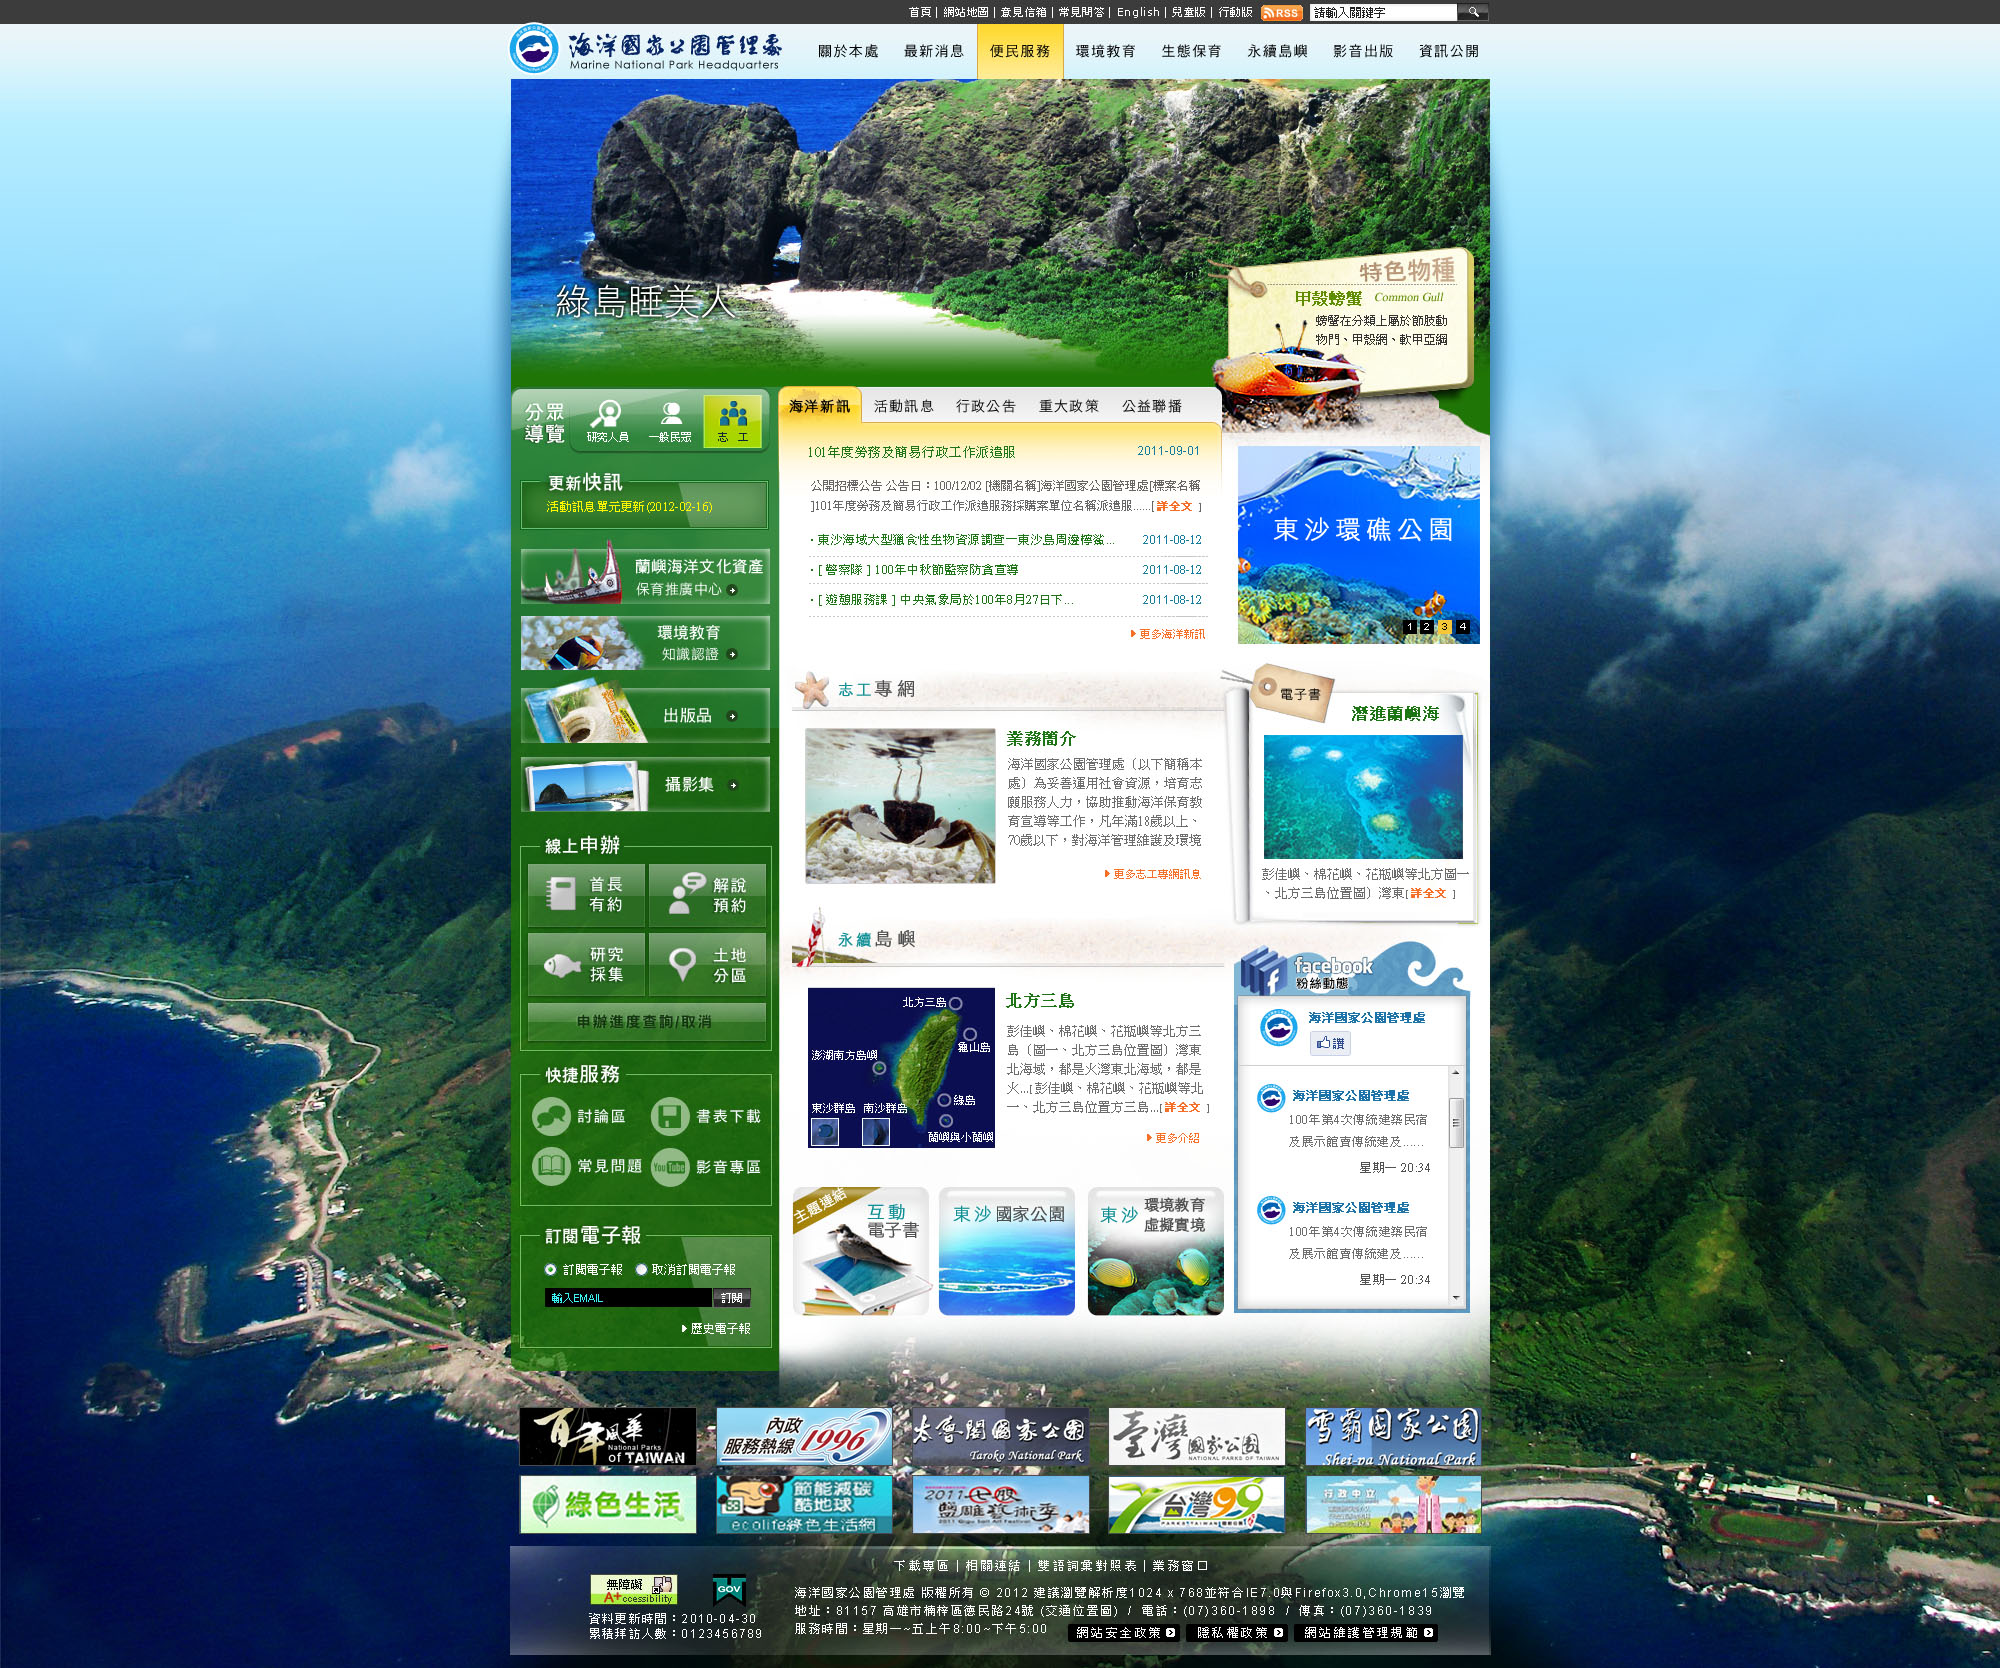 首頁 | 網站地圖 | 意見信箱 | 常見問答 | English | 兒童版 | 行動版 RSS 請輸入關鍵字
海洋國家公園管理處
Marine National Park Headquarters
關於本處 最新消息 便民服務 環境教育 生態保育 永續島嶼 影音出版 資訊公開
綠島睡美人
特色物種
甲殼螃蟹 Common Gull
螃蟹在分類上屬於節肢動
物門、甲殼綱、軟甲亞綱
分眾
導覽
研究人員 一般民眾 志 工
更新快訊
活動訊息單元更新(2012-02-16)
蘭嶼海洋文化資產
保育推廣中心
環境教育
知識認證
出版品
攝影集
線上申辦
首長
有約
解說
預約
研究
採集
土地
分區
申辦進度查詢/取消
快捷服務
討論區 書表下載
常見問題 You Tube 影音專區
訂閱電子報
訂閱電子報 取消訂閱電子報
輸入EMAIL 訂閱
歷史電子報
海洋新訊 活動訊息 行政公告 重大政策 公益聯播
101年度勞務及簡易行政工作派遣服 2011-09-01
公開招標公告 公告日：100/12/02 [機關名稱]海洋國家公園管理處[標案名稱
]101年度勞務及簡易行政工作派遣服務採購案單位名稱派遣服......[ 詳全文 ]
‧東沙海域大型獵食性生物資源調查—東沙島周邊檸鯊... 2011-08-12
‧[ 警察隊 ] 100年中秋節監察防貪宣導 2011-08-12
‧[ 遊憩服務課 ] 中央氣象局於100年8月27日下... 2011-08-12
更多海洋新訊
東沙環礁公園
1 2 3 4
志工專網
業務簡介
海洋國家公園管理處〔以下簡稱本
處〕為妥善運用社會資源，培育志
願服務人力，協助推動海洋保育教
育宣導等工作，凡年滿18歲以上、
70歲以下，對海洋管理維護及環境
更多志工專網訊息
電子書
潛進蘭嶼海
彭佳嶼、棉花嶼、花瓶嶼等北方圖一
、北方三島位置圖〕灣東[詳全文 ]
永續島嶼
北方三島
龜山島
澎湖南方島嶼
東沙群島 南沙群島
綠島
蘭嶼與小蘭嶼
北方三島
彭佳嶼、棉花嶼、花瓶嶼等北方三
島〔圖一、北方三島位置圖〕灣東
北海域，都是火灣東北海域，都是
火...[彭佳嶼、棉花嶼、花瓶嶼等北
一、北方三島位置方三島...[詳全文 ]
更多介紹
facebook
粉絲動態
海洋國家公園管理處
讚
海洋國家公園管理處
100年第4次傳統建築民宿
及展示館賣傳統建及......
星期一 20:34
海洋國家公園管理處
100年第4次傳統建築民宿
及展示館賣傳統建及......
星期一 20:34
主題連結
互動
電子書
東沙 國家公園
東沙 環境教育
虛擬實境
百年風華
National Parks
of TAIWAN
內政
服務熱線 1996
太魯閣國家公園
Taroko National Park
臺灣國家公園
NATIONAL PARKS OF TAIWAN
雪霸國家公園
Shei-pa National Park
綠色生活
節能減碳
酷地球
ecolife綠色生活網
2011七股
鹽雕藝術季
台灣99
行政中立
下載專區 | 相關連結 | 雙語詞彙對照表 | 業務窗口
無障礙
A+ccessibility
GOV
資料更新時間：2010-04-30
累積拜訪人數：0123456789
海洋國家公園管理處 版權所有 © 2012 建議瀏覽解析度1024 x 768並符合IE7.0與Firefox3.0,Chrome15瀏覽
地址：81157 高雄市楠梓區德民路24號 (交通位置圖) / 電話：(07)360-1898 / 傳真：(07)360-1839
服務時間：星期一~五上午8:00~下午5:00
網站安全政策 隱私權政策 網站維護管理規範